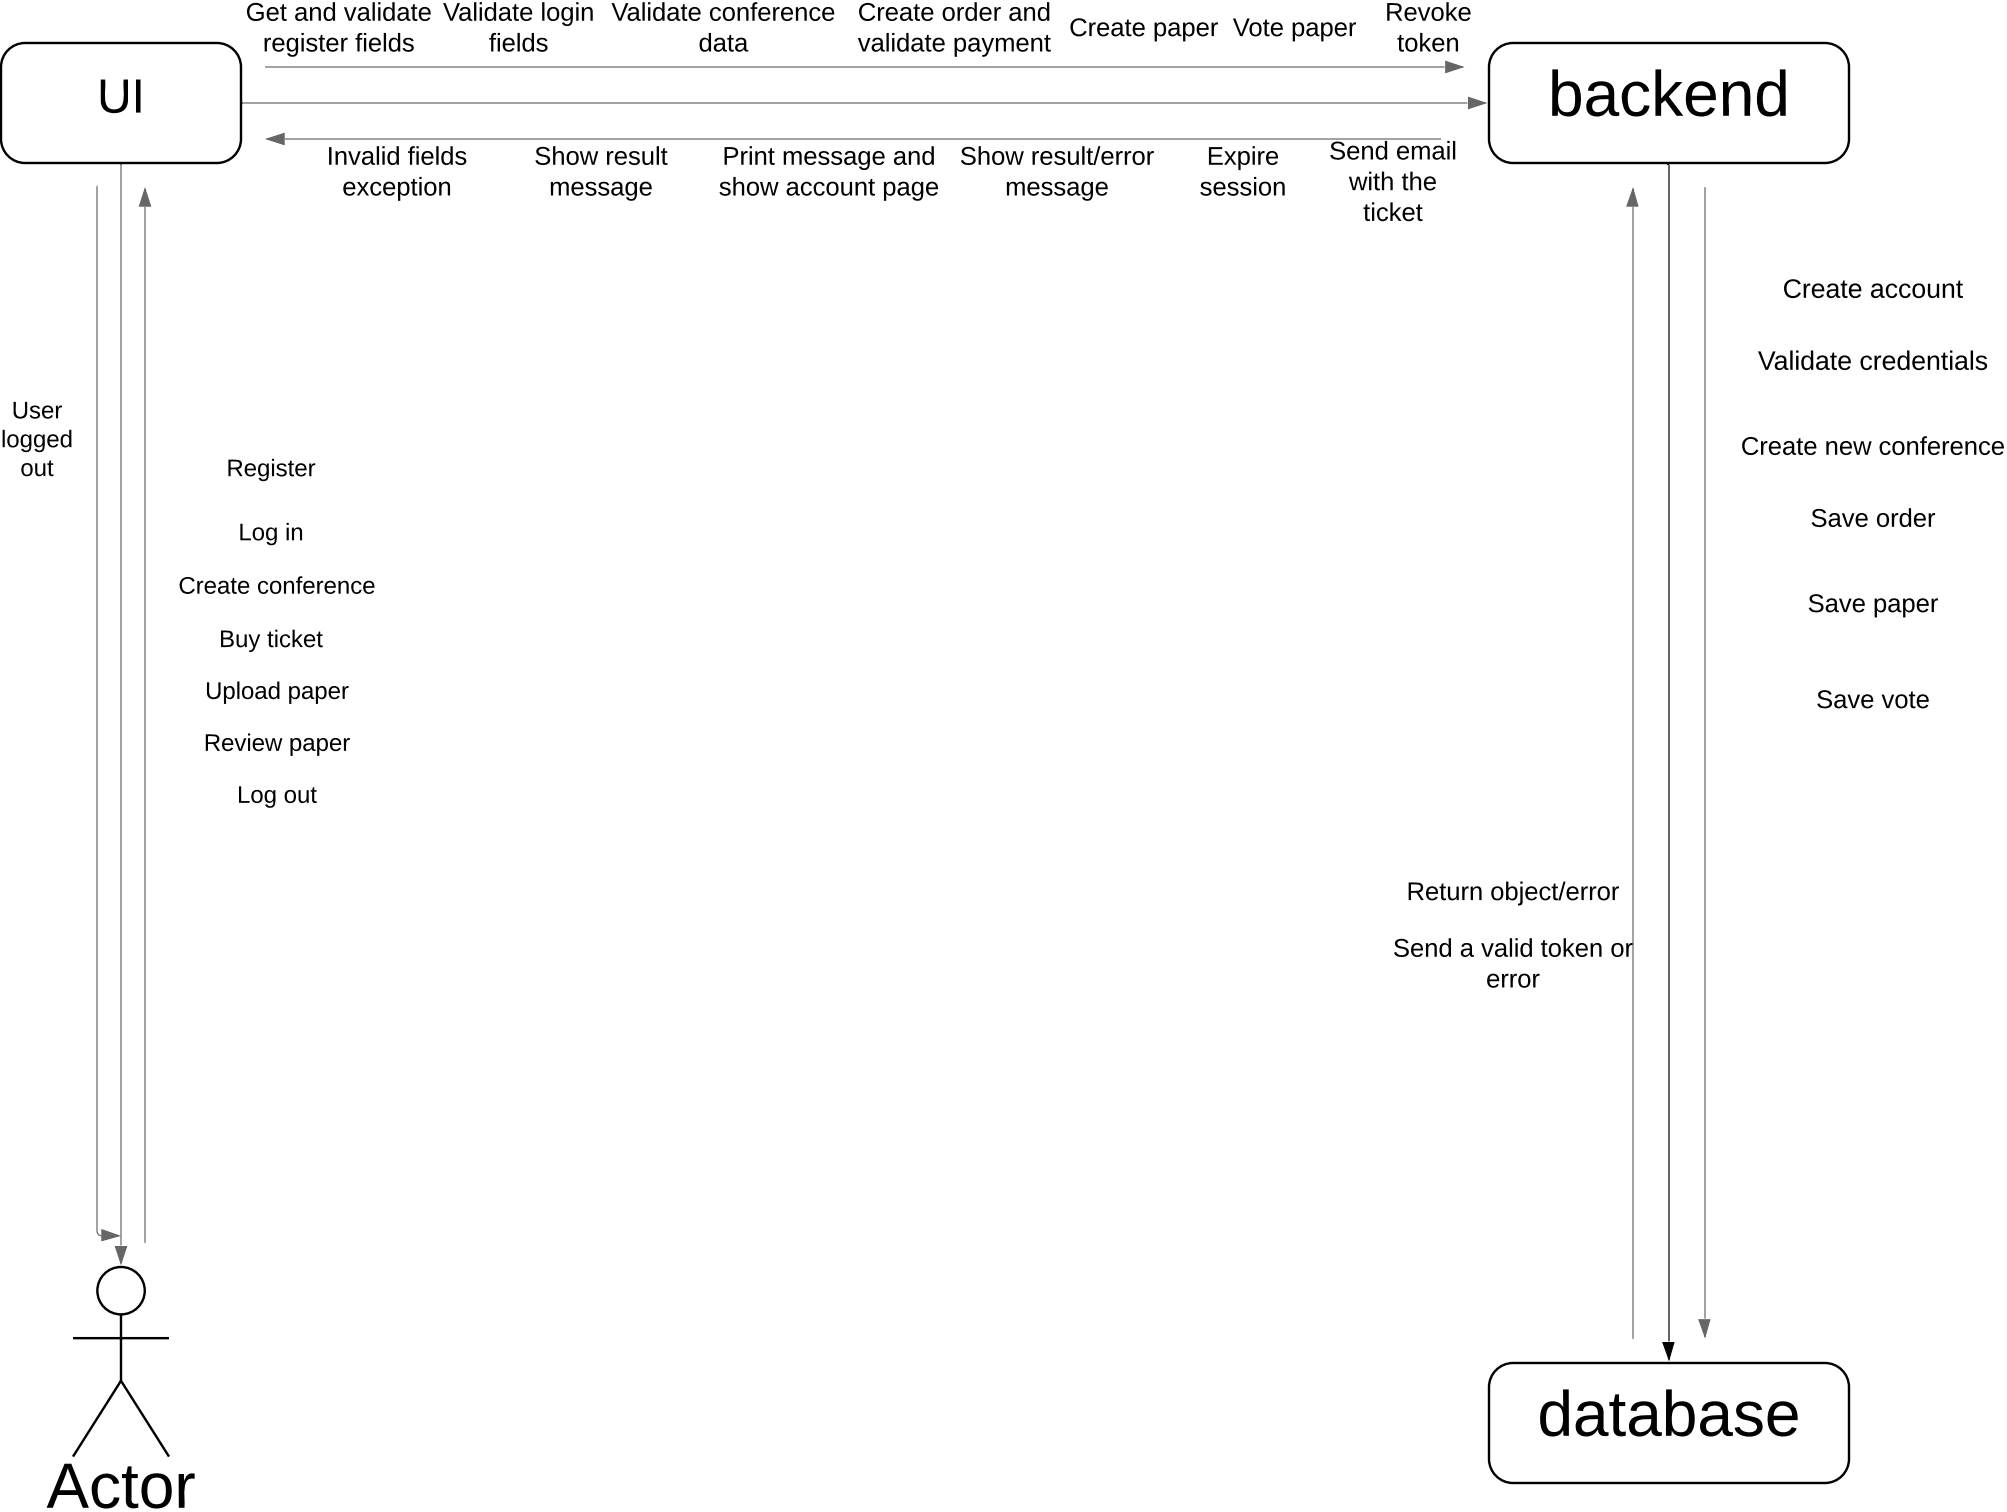 Get and validate
register fields
Validate login
fields
Validate conference
data
Create order and
validate payment
Create paper
Vote paper
Revoke
token
UI
backend
Invalid fields
exception
Show result
message
Print message and
show account page
Show result/error
message
Expire
session
Send email
with the
ticket
Create account
Validate credentials
Create new conference
Save order
Save paper
Save vote
User
logged
out
Register
Log in
Create conference
Buy ticket
Upload paper
Review paper
Log out
Return object/error
Send a valid token or
error
database
Actor